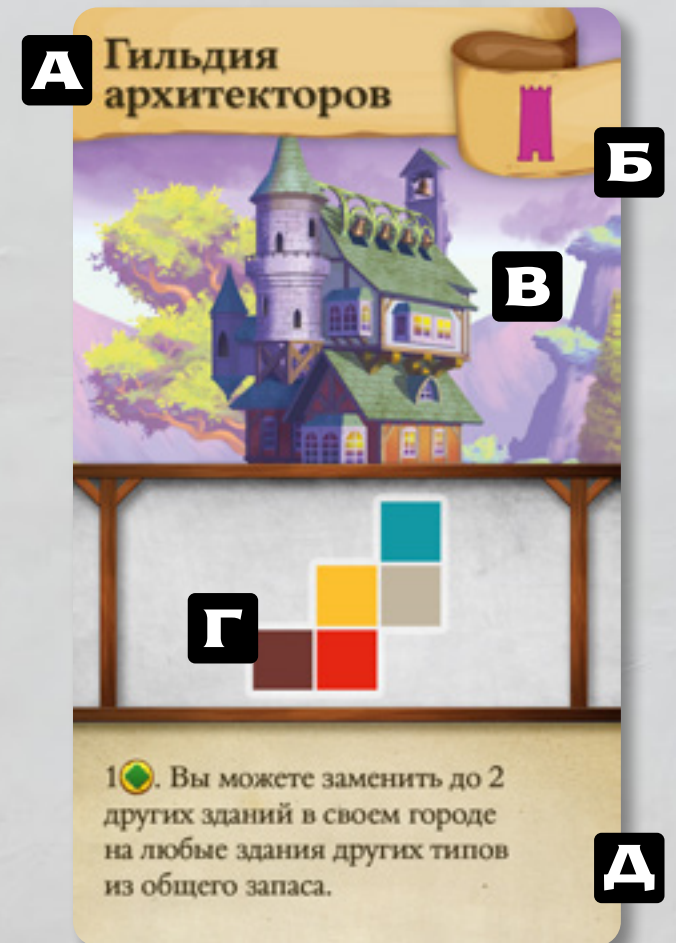 А
Гильдия
архитекторов
Б
В
Г
1. Вы можете заменить до 2
других зданий в своем городе
на любые здания других типов
из общего запаса.
Д